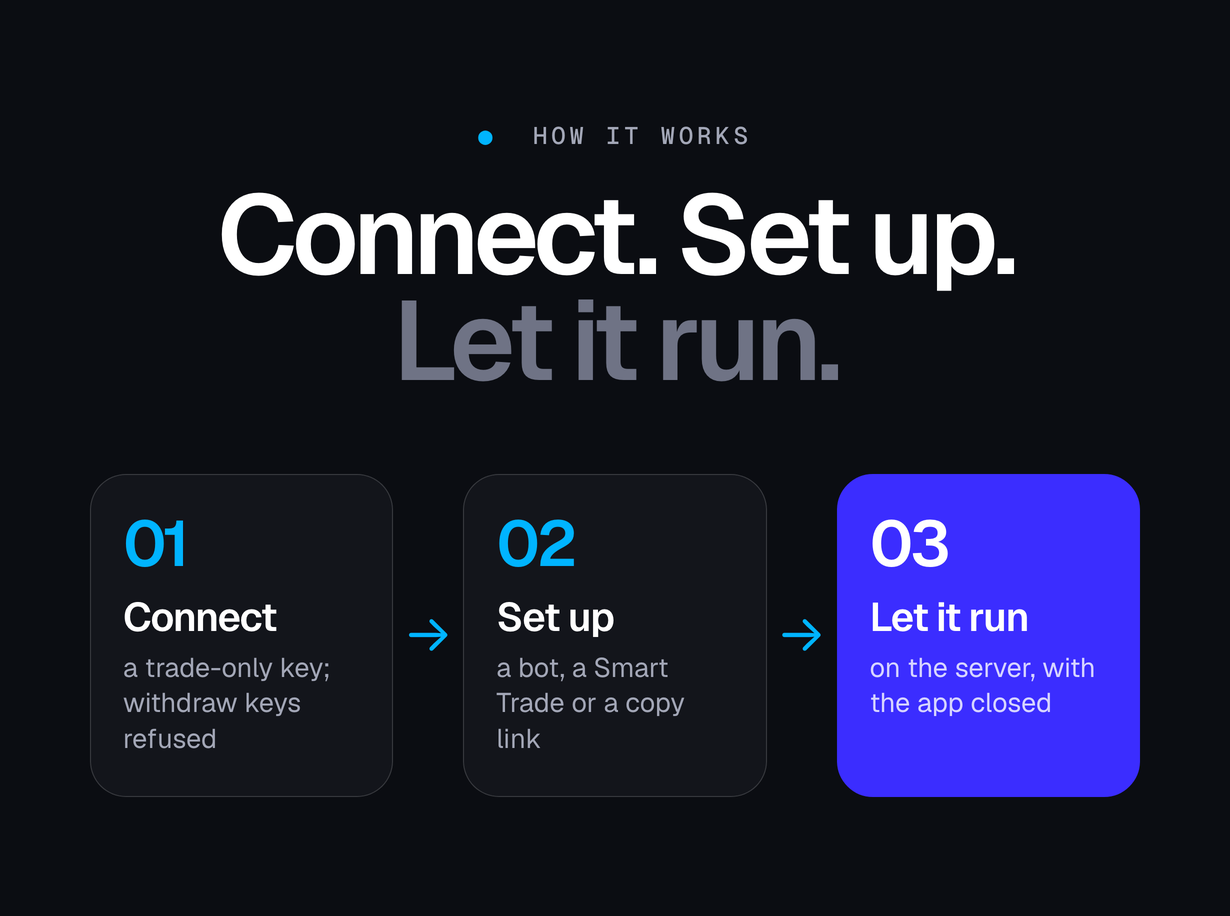 HOW IT WORKS
Connect. Set up.
Let it run.
01
Connect
a trade-only key;
withdraw keys
refused
02
Set up
a bot, a Smart
Trade or a copy
link
03
Let it run
on the server, with
the app closed